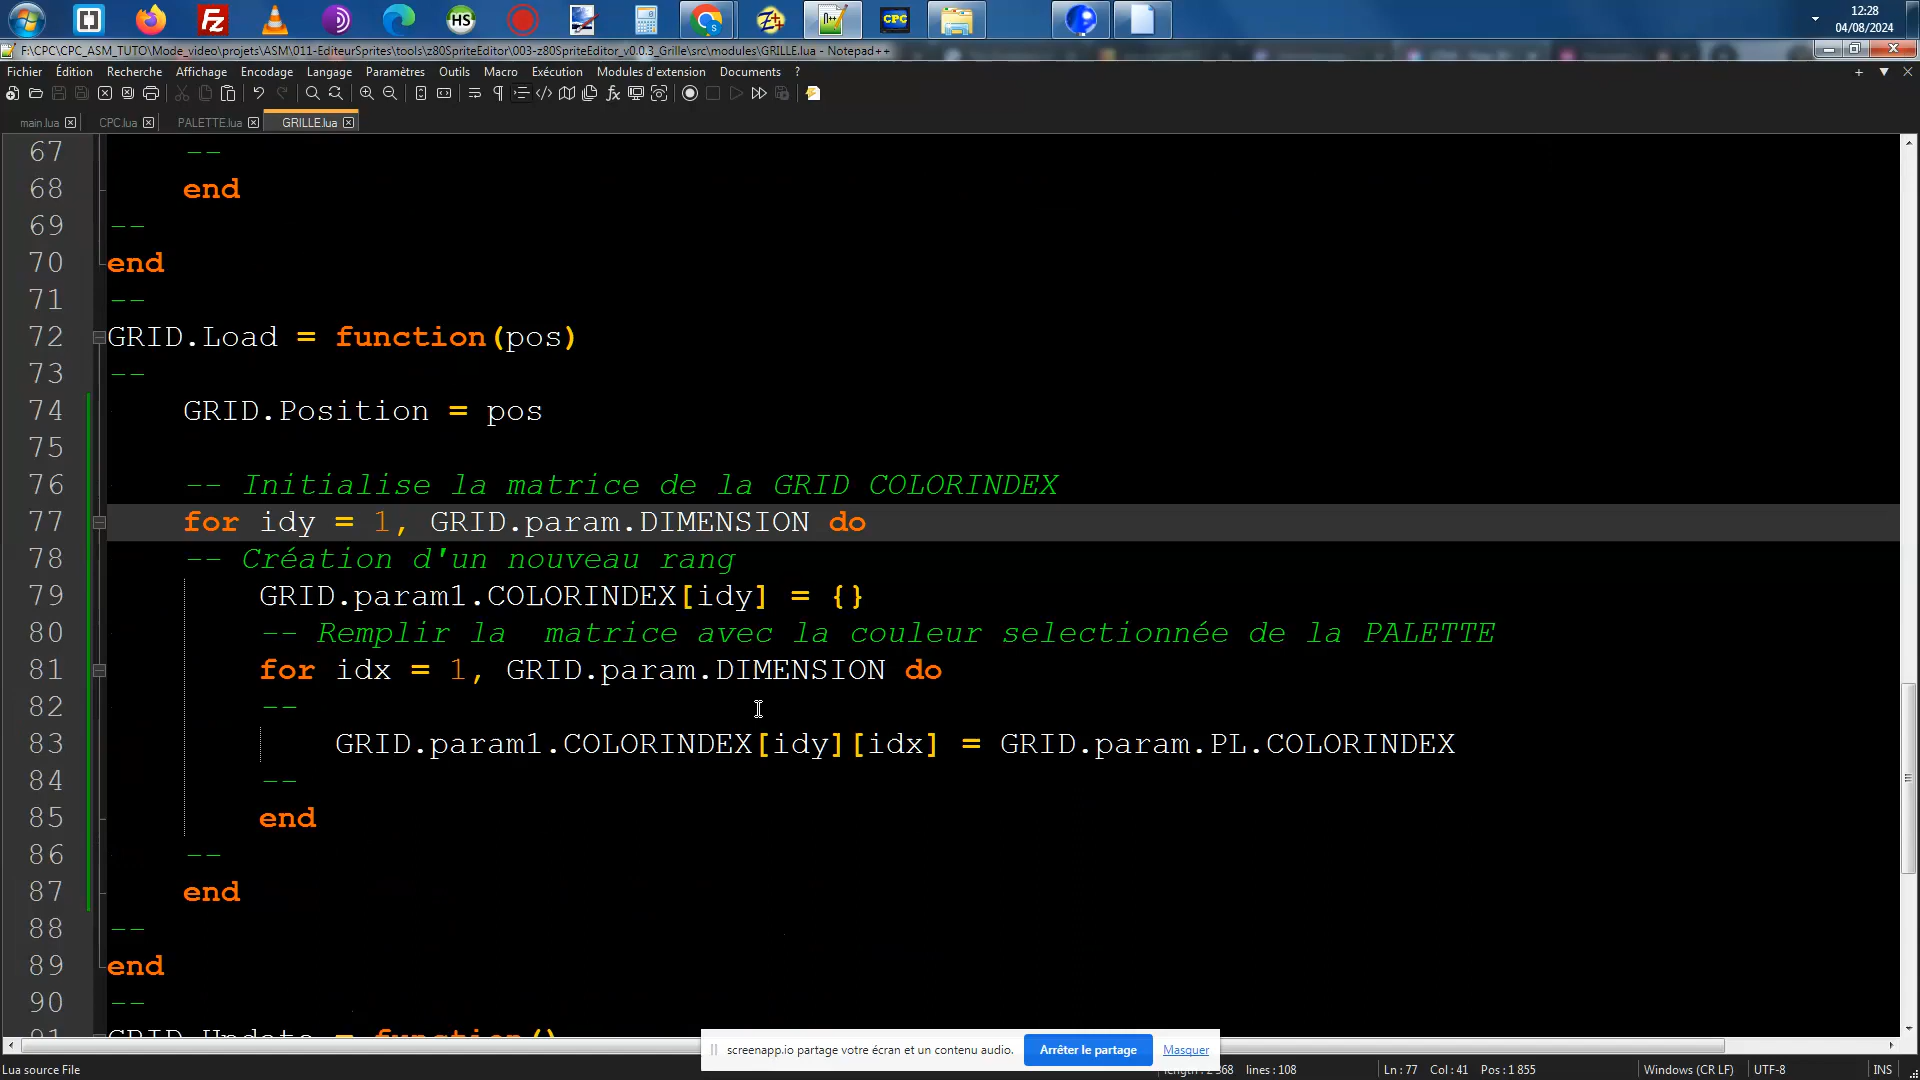 12:28
04/08/2024
F:\CPC\CPC_ASM_TUTO\Mode_video\projets\ASM\011-EditeurSprites\tools\z80SpriteEditor\003-z80SpriteEditor_v0.0.3_Grille\src\modules\GRILLE.lua - Notepad++
Fichier Édition Recherche Affichage Encodage Langage Paramètres Outils Macro Exécution Modules d'extension Documents ?
main.lua CPC.lua PALETTE.lua GRILLE.lua
67 --
68 end
69 --
70 end
71 --
72 GRID.Load = function(pos)
73 --
74 GRID.Position = pos
75
76 -- Initialise la matrice de la GRID COLORINDEX
77 for idy = 1, GRID.param.DIMENSION do
78 -- Création d'un nouveau rang
79 GRID.param1.COLORINDEX[idy] = {}
80 -- Remplir la  matrice avec la couleur selectionnée de la PALETTE
81 for idx = 1, GRID.param.DIMENSION do
82 --
83 GRID.param1.COLORINDEX[idy][idx] = GRID.param.PL.COLORINDEX
84 --
85 end
86 --
87 end
88 --
89 end
90 --
91 GRID.Update = function()
screenapp.io partage votre écran et un contenu audio. Arrêter le partage Masquer
Lua source File lines : 108 Ln : 77 Col : 41 Pos : 1 855 Windows (CR LF) UTF-8 INS